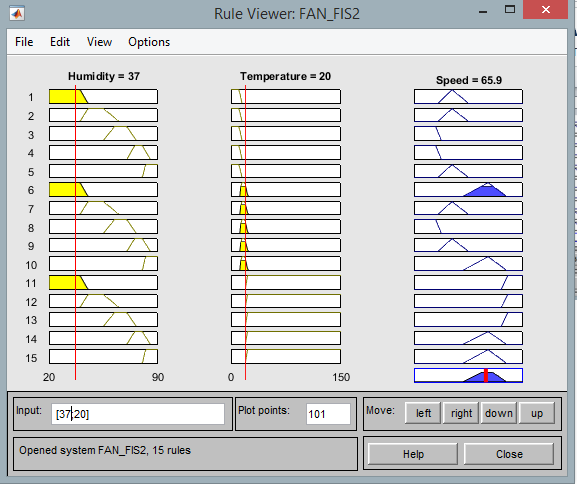 Rule Viewer: FAN_FIS2
File Edit View Options
Humidity = 37 Temperature = 20 Speed = 65.9
1
2
3
4
5
6
7
8
9
10
11
12
13
14
15
20 90 0 150
Input: [37;20] Plot points: 101 Move: left right down up
Opened system FAN_FIS2, 15 rules Help Close